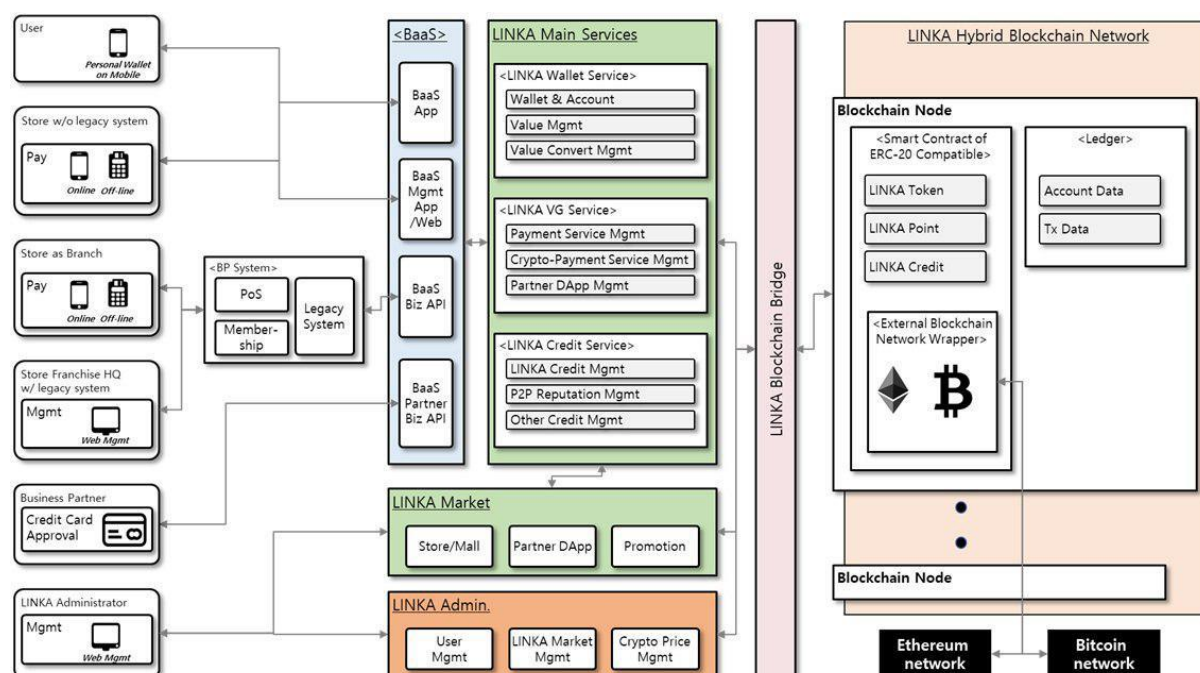 User
Personal Wallet
on Mobile
Store w/o legacy system
Pay
Online
Off-line
Store as Branch
Pay
Online
Off-line
Store Franchise HQ
w/ legacy system
Mgmt
Web Mgmt
Business Partner
Credit Card
Approval
LINKA Administrator
Mgmt
Web Mgmt
<BP System>
PoS
Member-
ship
Legacy
System
<BaaS>
BaaS
App
BaaS
Mgmt
App
/Web
BaaS
Biz API
BaaS
Partner
Biz API
LINKA Main Services
<LINKA Wallet Service>
Wallet & Account
Value Mgmt
Value Convert Mgmt
<LINKA VG Service>
Payment Service Mgmt
Crypto-Payment Service Mgmt
Partner DApp Mgmt
<LINKA Credit Service>
LINKA Credit Mgmt
P2P Reputation Mgmt
Other Credit Mgmt
LINKA Market
Store/Mall
Partner DApp
Promotion
LINKA Admin.
User
Mgmt
LINKA Market
Mgmt
Crypto Price
Mgmt
LINKA Blockchain Bridge
LINKA Hybrid Blockchain Network
Blockchain Node
<Smart Contract of
ERC-20 Compatible>
LINKA Token
LINKA Point
LINKA Credit
<External Blockchain
Network Wrapper>
<Ledger>
Account Data
Tx Data
Blockchain Node
Ethereum
network
Bitcoin
network